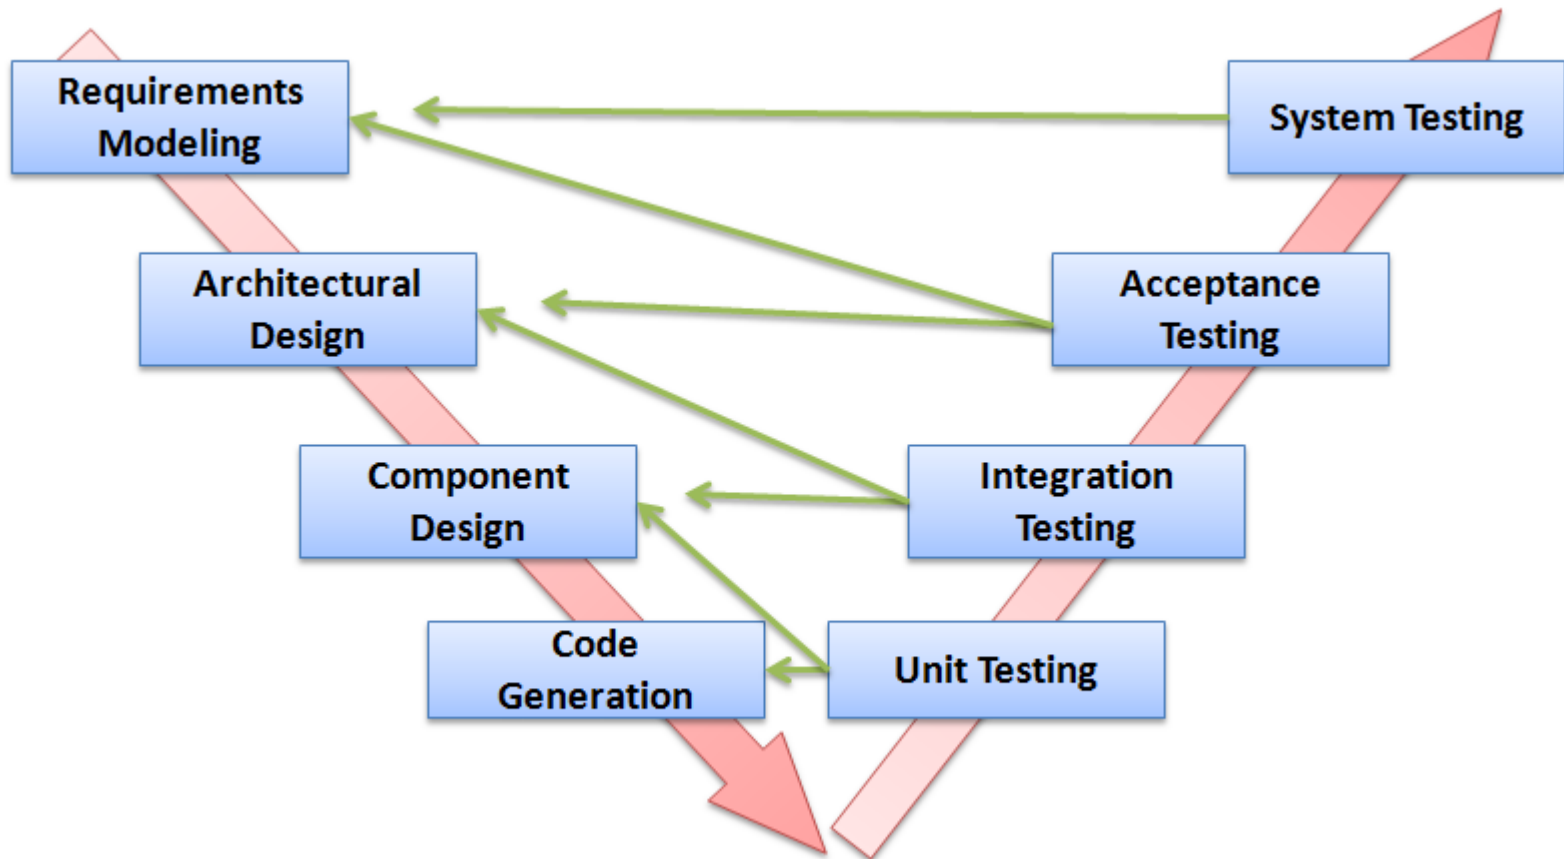 Requirements
Modeling
System Testing
Architectural
Design
Acceptance
Testing
Component
Design
Integration
Testing
Code
Generation
Unit Testing